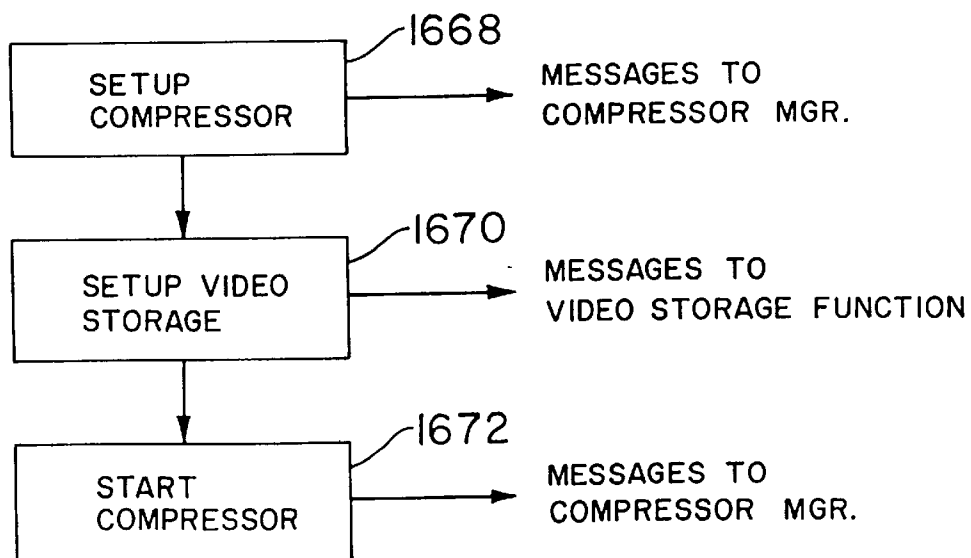 1668
SETUP
COMPRESSOR
MESSAGES TO
COMPRESSOR MGR.
1670
SETUP VIDEO
STORAGE
MESSAGES TO
VIDEO STORAGE FUNCTION
1672
START
COMPRESSOR
MESSAGES TO
COMPRESSOR MGR.